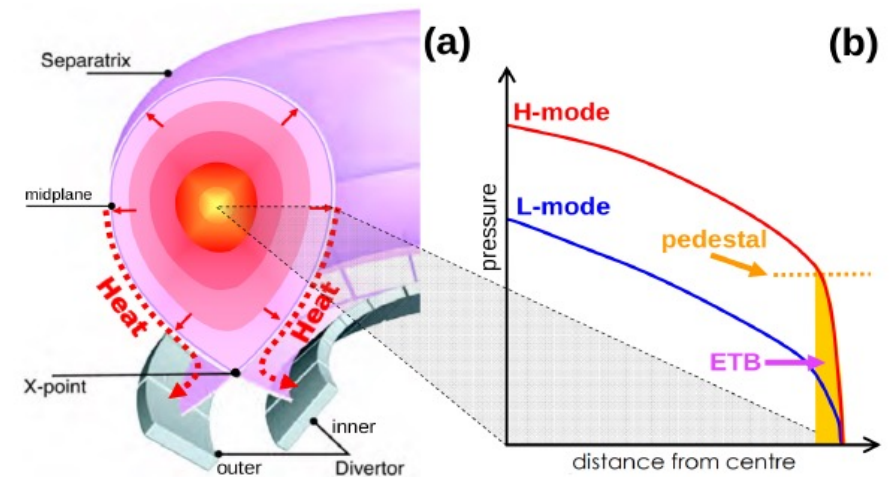 (a)
Separatrix
midplane
Heat
Heat
X-point
inner
outer
Divertor
(b)
H-mode
L-mode
pedestal
ETB
pressure
distance from centre